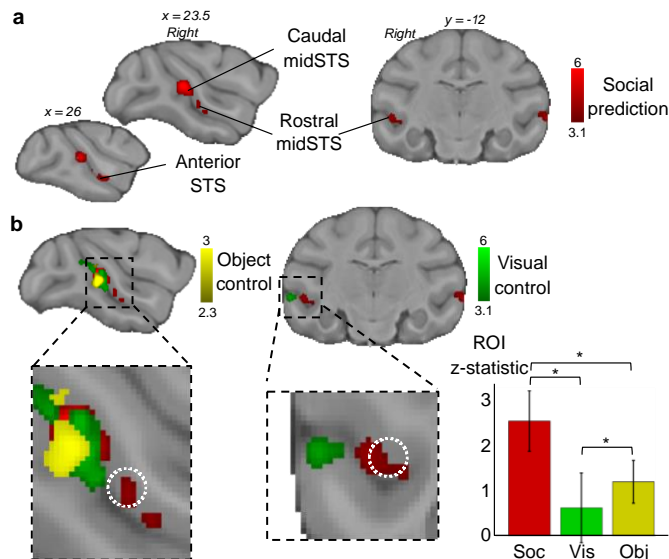 a
x = 23.5
Right
Caudal
midSTS
Right
y = -12
6
3.1
Social
prediction
x = 26
Rostral
midSTS
Anterior
STS
b
3
2.3
Object
control
6
3.1
Visual
control
ROI
z-statistic
*
*
*
3
2
1
0
Soc Vis Obj